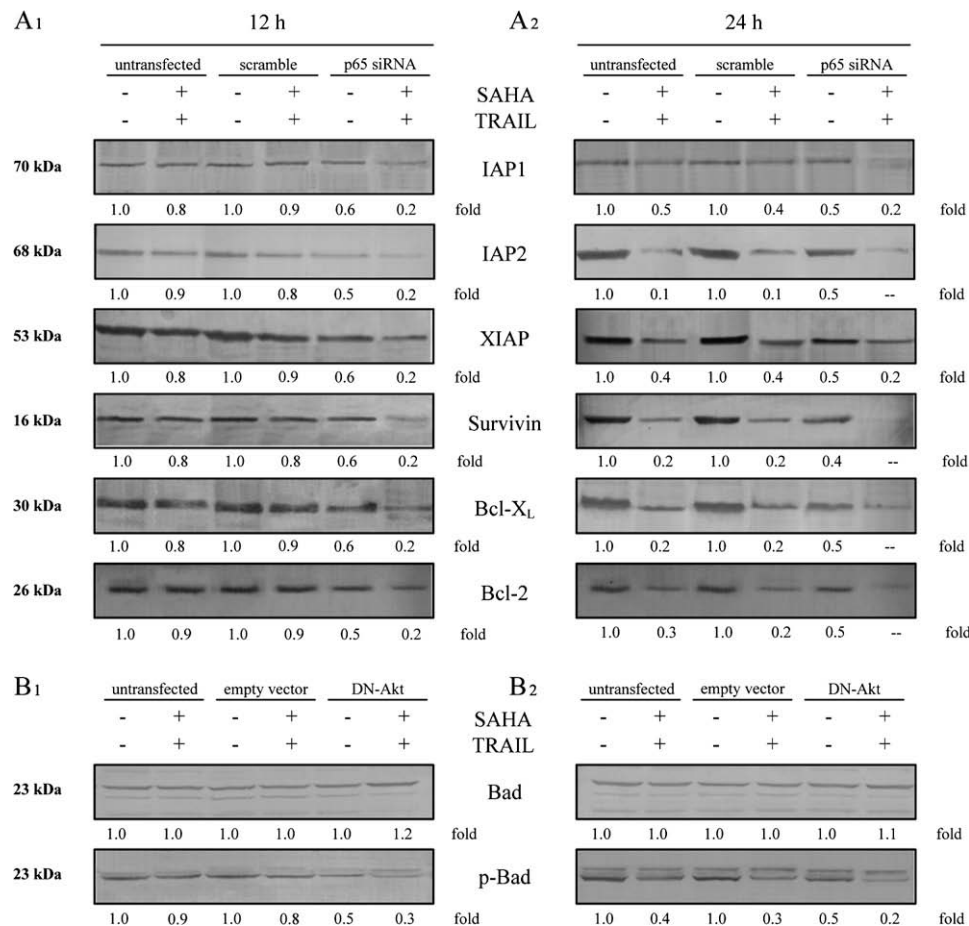 A1 12 h A2 24 h
untransfected scramble p65 siRNA untransfected scramble p65 siRNA
- + - + - + SAHA - + - + - +
- + - + - + TRAIL - + - + - +
70 kDa IAP1
1.0 0.8 1.0 0.9 0.6 0.2 fold 1.0 0.5 1.0 0.4 0.5 0.2 fold
68 kDa IAP2
1.0 0.9 1.0 0.8 0.5 0.2 fold 1.0 0.1 1.0 0.1 0.5 -- fold
53 kDa XIAP
1.0 0.8 1.0 0.9 0.6 0.2 fold 1.0 0.4 1.0 0.4 0.5 0.2 fold
16 kDa Survivin
1.0 0.8 1.0 0.8 0.6 0.2 fold 1.0 0.2 1.0 0.2 0.4 -- fold
30 kDa Bcl-XL
1.0 0.8 1.0 0.9 0.6 0.2 fold 1.0 0.2 1.0 0.2 0.5 -- fold
26 kDa Bcl-2
1.0 0.9 1.0 0.9 0.5 0.2 fold 1.0 0.3 1.0 0.2 0.5 -- fold
B1 B2
untransfected empty vector DN-Akt untransfected empty vector DN-Akt
- + - + - + SAHA - + - + - +
- + - + - + TRAIL - + - + - +
23 kDa Bad
1.0 1.0 1.0 1.0 1.0 1.2 fold 1.0 1.0 1.0 1.0 1.0 1.1 fold
23 kDa p-Bad
1.0 0.9 1.0 0.8 0.5 0.3 fold 1.0 0.4 1.0 0.3 0.5 0.2 fold